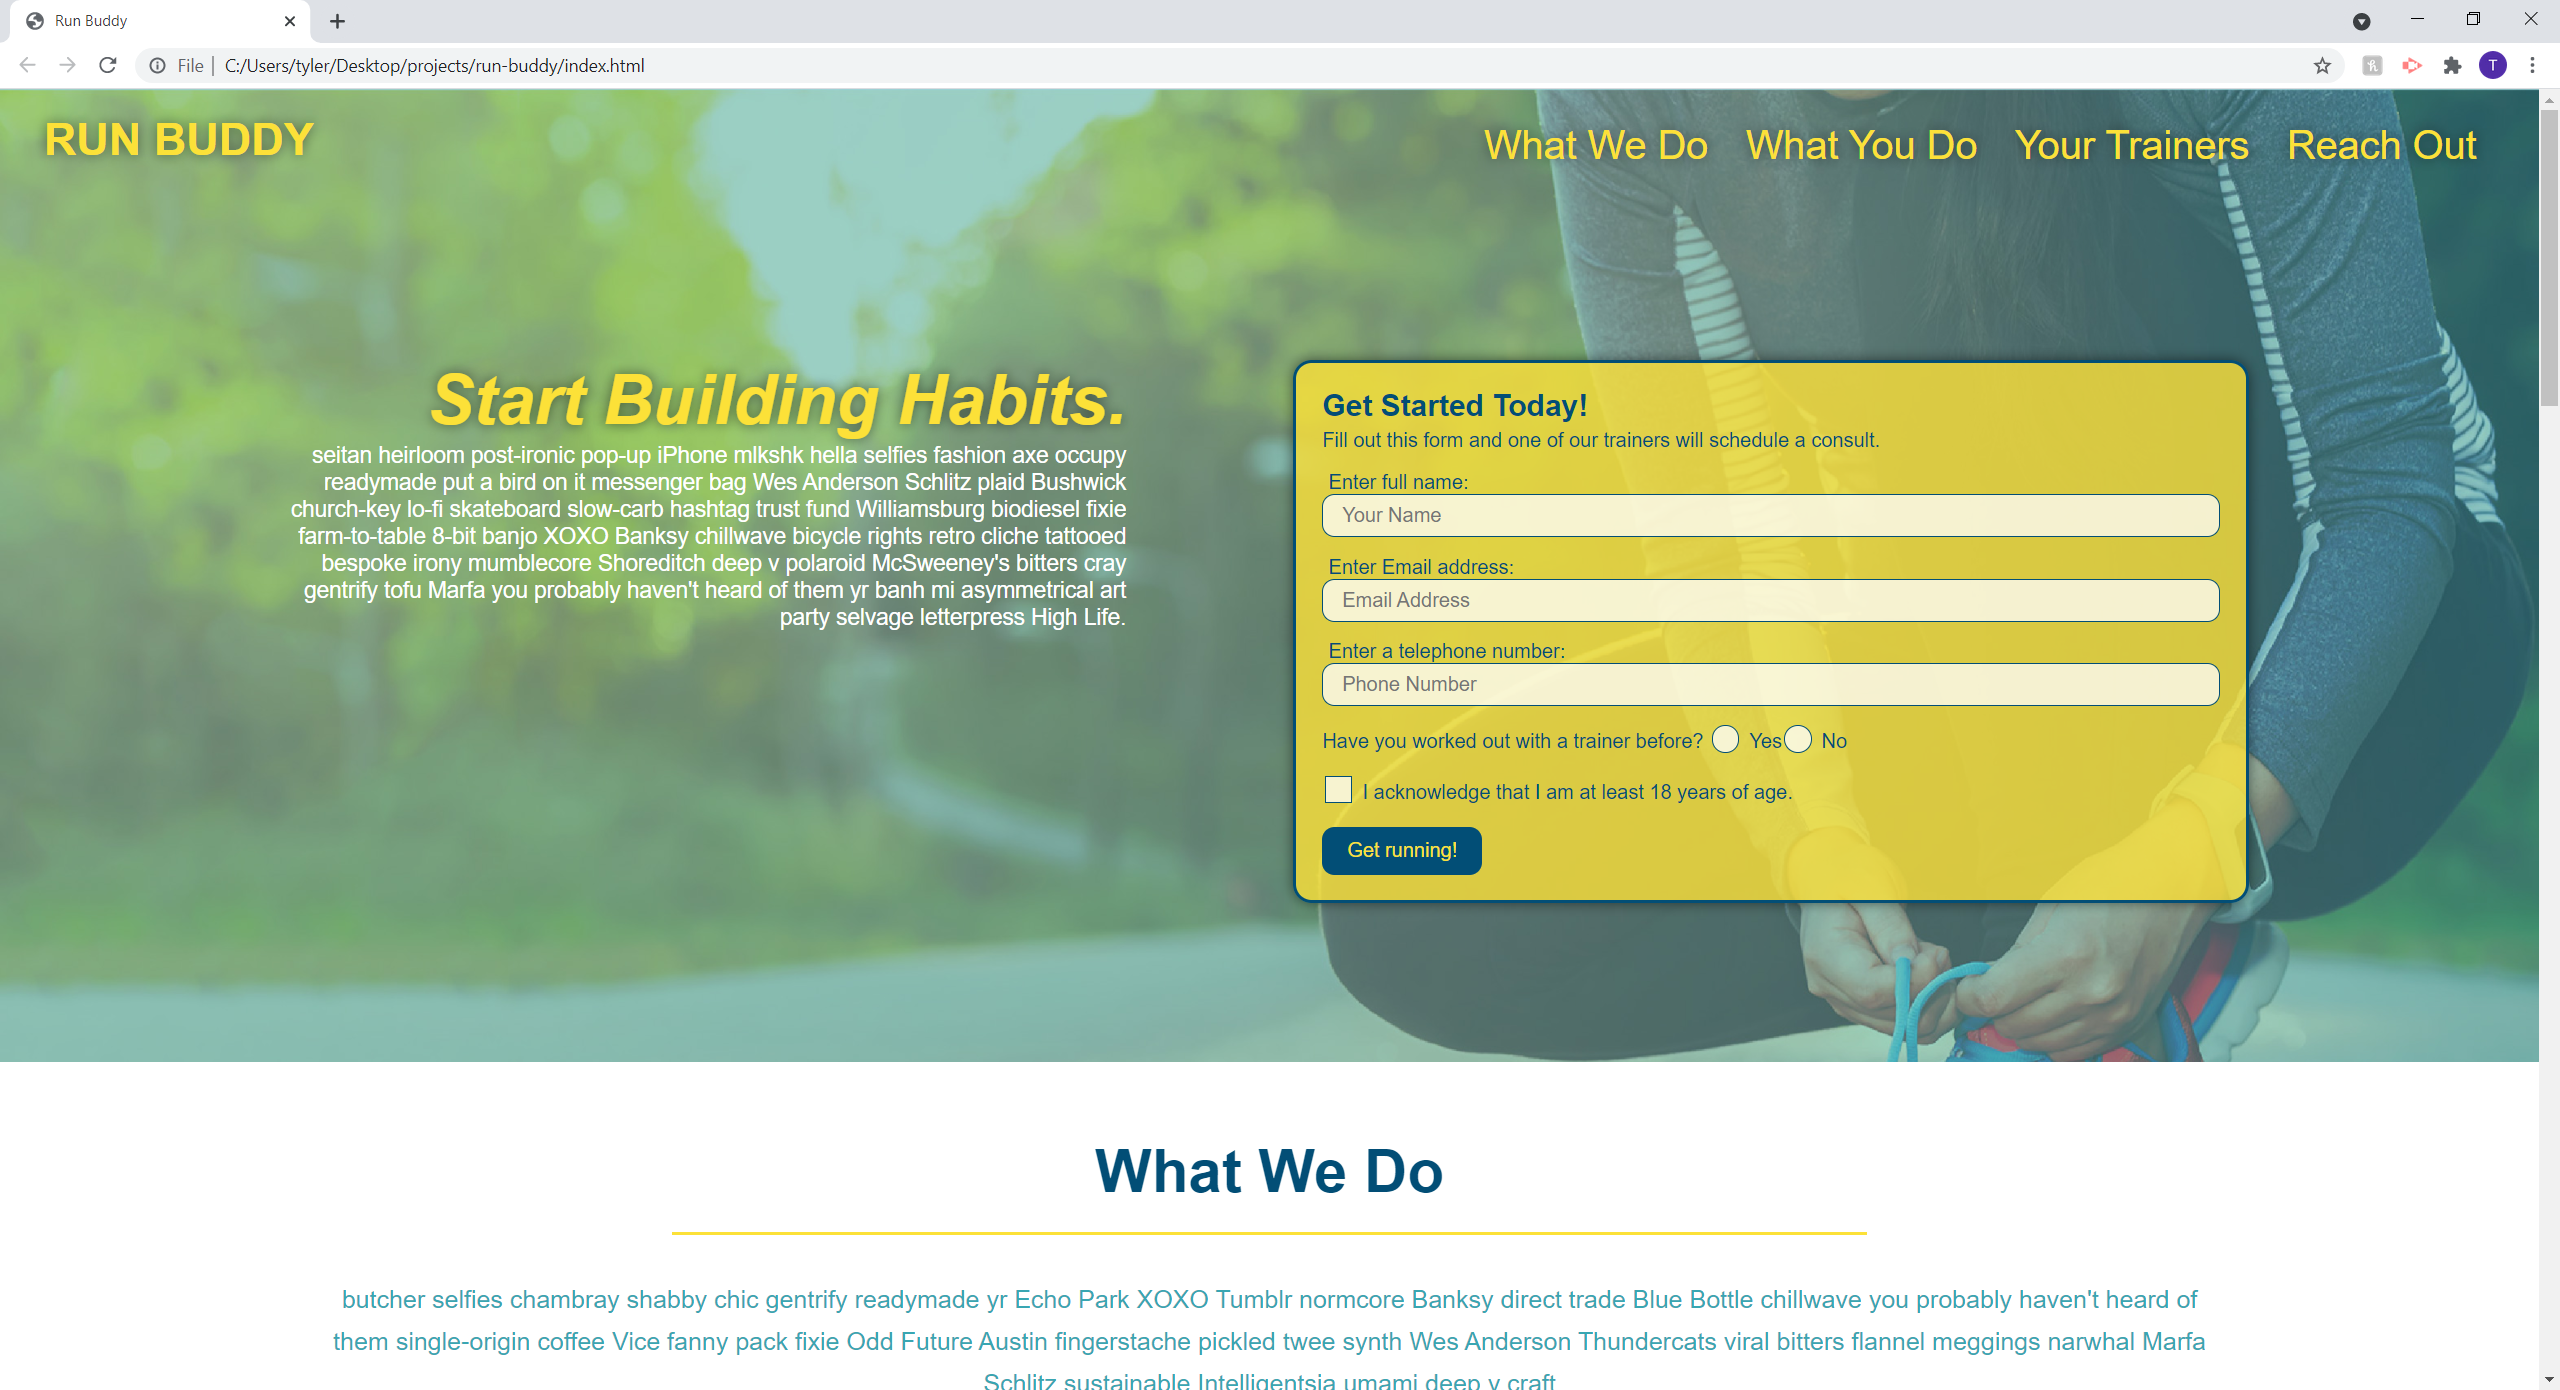 Run Buddy
File | C:/Users/tyler/Desktop/projects/run-buddy/index.html
T
RUN BUDDY
What We Do What You Do Your Trainers Reach Out
Start Building Habits.
seitan heirloom post-ironic pop-up iPhone mlkshk hella selfies fashion axe occupy
readymade put a bird on it messenger bag Wes Anderson Schlitz plaid Bushwick
church-key lo-fi skateboard slow-carb hashtag trust fund Williamsburg biodiesel fixie
farm-to-table 8-bit banjo XOXO Banksy chillwave bicycle rights retro cliche tattooed
bespoke irony mumblecore Shoreditch deep v polaroid McSweeney's bitters cray
gentrify tofu Marfa you probably haven't heard of them yr banh mi asymmetrical art
party selvage letterpress High Life.
Get Started Today!
Fill out this form and one of our trainers will schedule a consult.
Enter full name:
Your Name
Enter Email address:
Email Address
Enter a telephone number:
Phone Number
Have you worked out with a trainer before? Yes No
I acknowledge that I am at least 18 years of age.
Get running!
What We Do
butcher selfies chambray shabby chic gentrify readymade yr Echo Park XOXO Tumblr normcore Banksy direct trade Blue Bottle chillwave you probably haven't heard of
them single-origin coffee Vice fanny pack fixie Odd Future Austin fingerstache pickled twee synth Wes Anderson Thundercats viral bitters flannel meggings narwhal Marfa
Schlitz sustainable Intelligentsia umami deep v craft